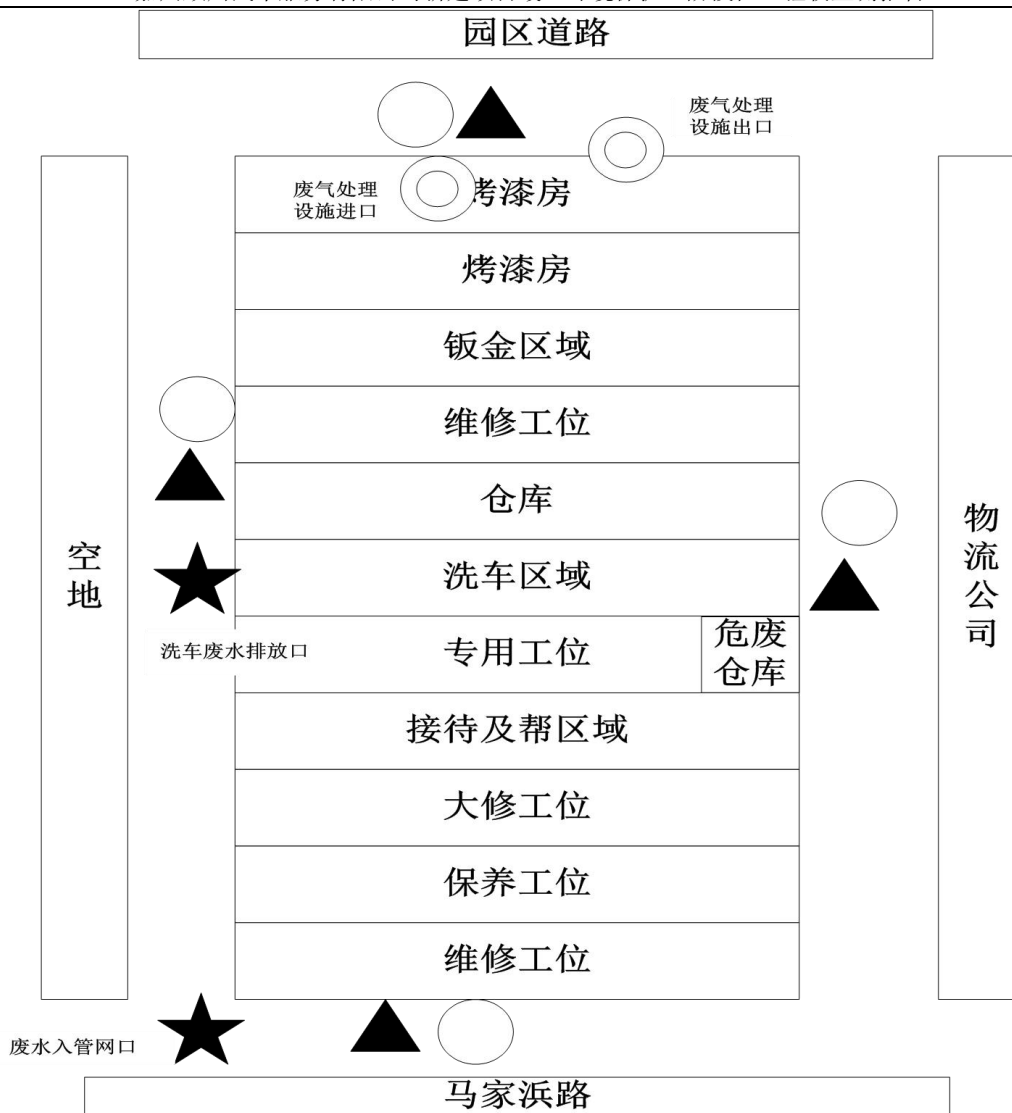 园区道路
废气处理
设施出口
废气处理
设施进口
烤漆房
烤漆房
钣金区域
维修工位
仓库
空地
物流公司
洗车区域
洗车废水排放口
专用工位
危废
仓库
接待及帮区域
大修工位
保养工位
维修工位
废水入管网口
马家浜路